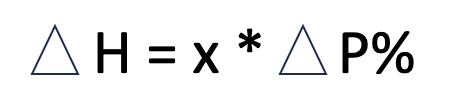 △ H = x * △ P%